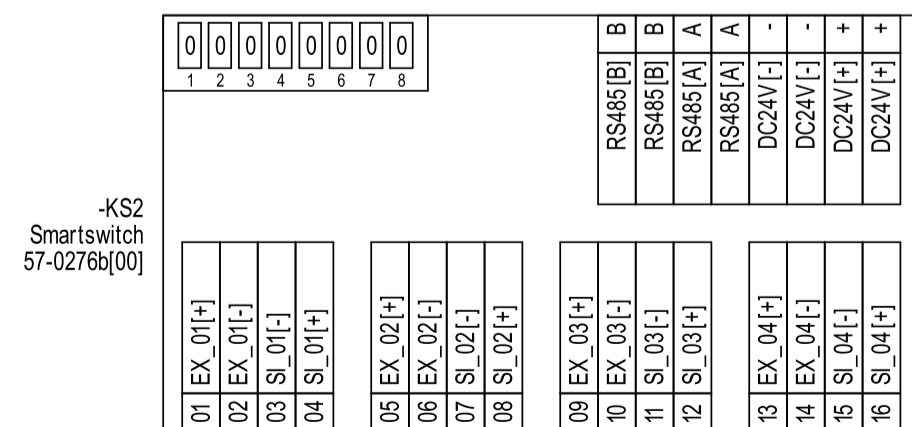 0 0 0 0 0 0 0 0
1 2 3 4 5 6 7 8
B B A A - - + +
RS485[B] RS485[B] RS485[A] RS485[A] DC24V[-] DC24V[-] DC24V[+] DC24V[+]
-KS2
Smartswitch
57-0276b[00]
EX_01[+] EX_01[-] SI_01[-] SI_01[+] EX_02[+] EX_02[-] SI_02[-] SI_02[+] EX_03[+] EX_03[-] SI_03[-] SI_03[+] EX_04[+] EX_04[-] SI_04[-] SI_04[+]
01 02 03 04 05 06 07 08 09 10 11 12 13 14 15 16